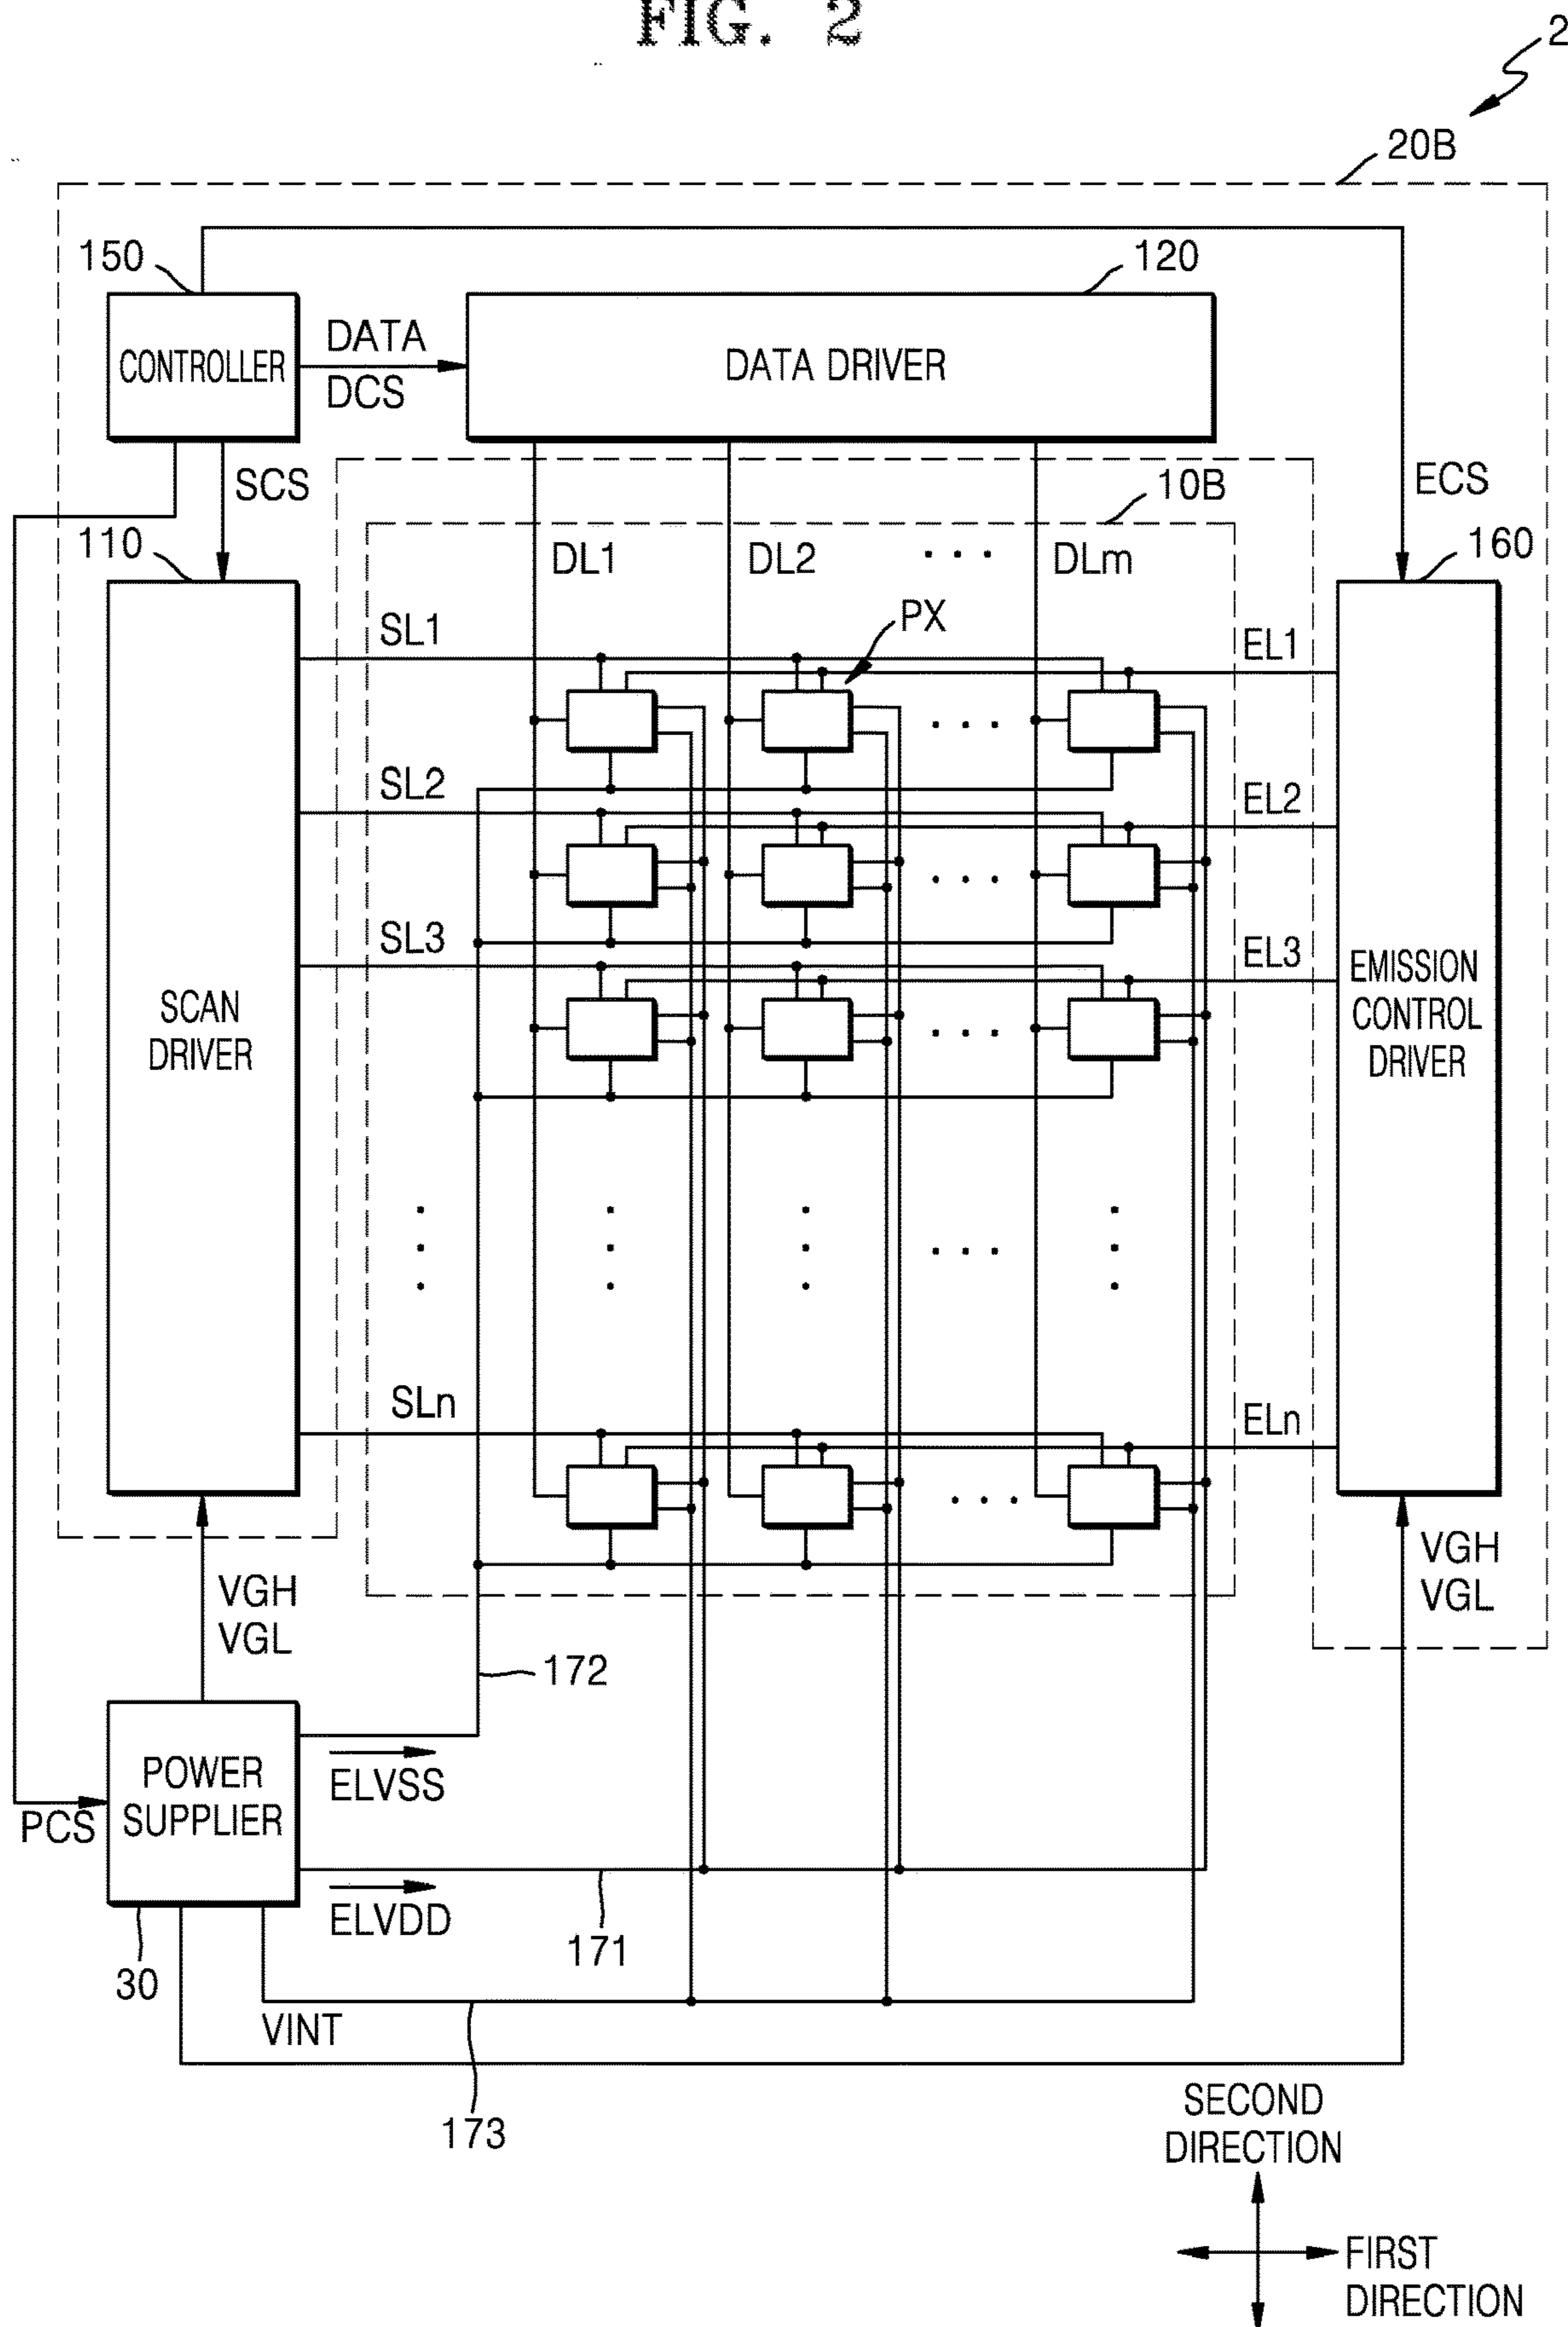 FIG. 2
2
20B
150
120
CONTROLLER
DATA
DCS
DATA DRIVER
SCS
10B
ECS
110
160
DL1
DL2
. . .
DLm
PX
SL1
EL1
. . .
SL2
EL2
. . .
SL3
EL3
. . .
SCAN
DRIVER
EMISSION
CONTROL
DRIVER
. . .
SLn
ELn
. . .
VGH
VGL
VGH
VGL
172
POWER
SUPPLIER
ELVSS
PCS
ELVDD
171
30
VINT
173
SECOND
DIRECTION
FIRST
DIRECTION